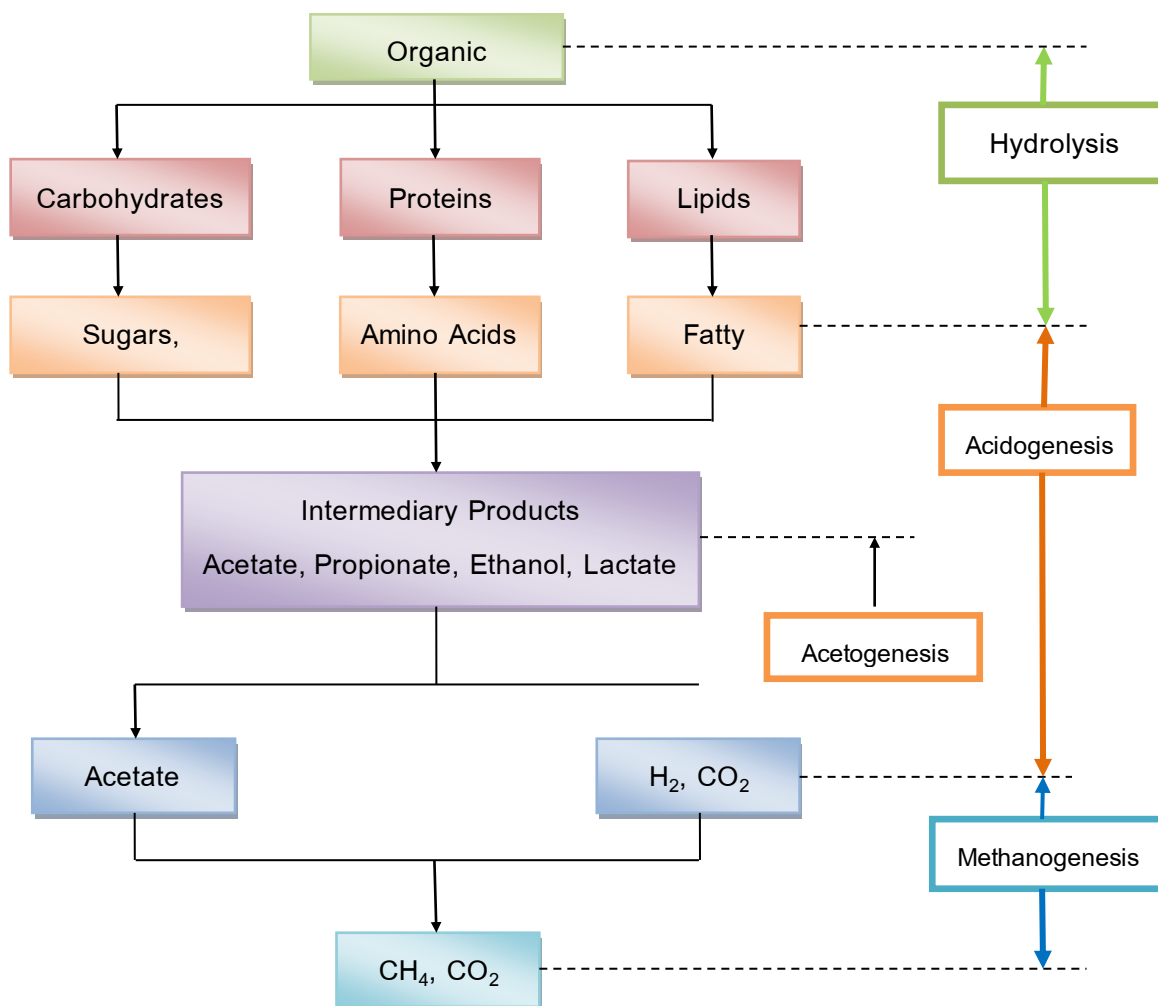 Organic
Hydrolysis
Carbohydrates
Proteins
Lipids
Sugars,
Amino Acids
Fatty
Acidogenesis
Intermediary Products
Acetate, Propionate, Ethanol, Lactate
Acetogenesis
Acetate
H₂, CO₂
Methanogenesis
CH₄, CO₂